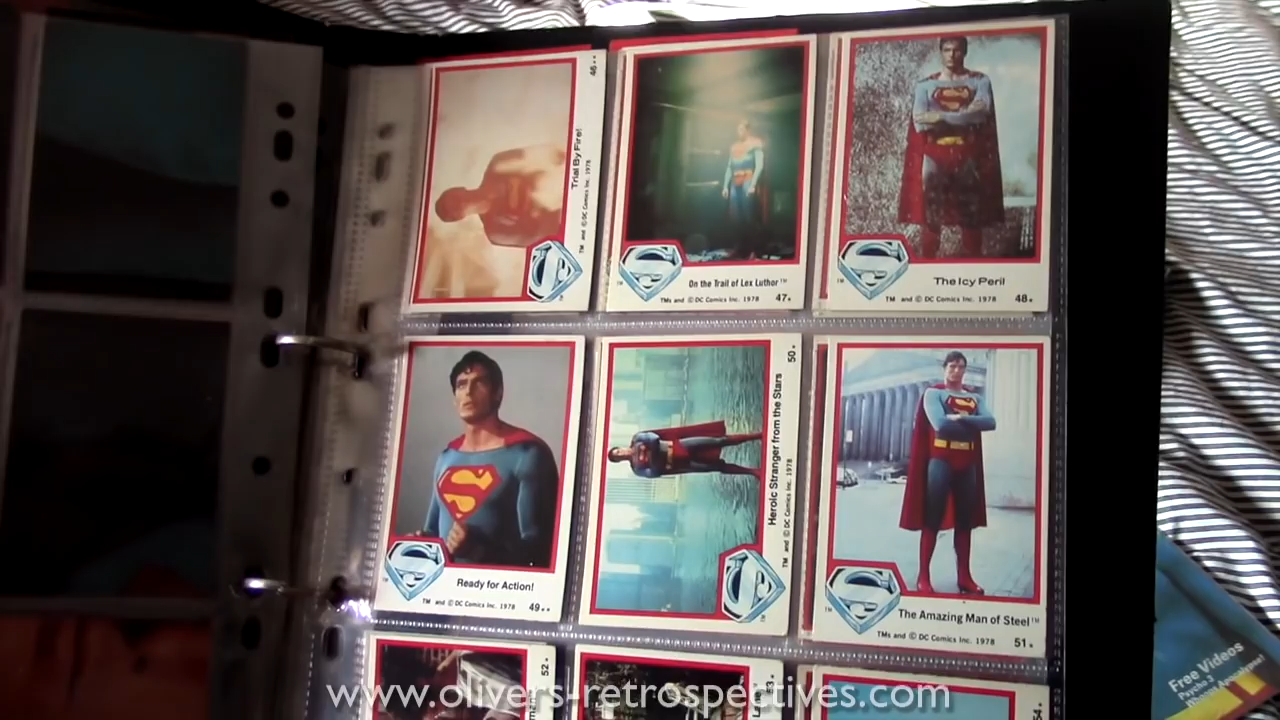 46*
Trial By Fire!
TM and © DC Comics Inc. 1978
On the Trail of Lex Luthor™
TMs and © DC Comics Inc. 1978 47*
The Icy Peril
TM and © DC Comics Inc. 1978 48*
Ready for Action!
TM and © DC Comics Inc. 1978 49**
50*
Heroic Stranger from the Stars
TM and © DC Comics Inc. 1978
The Amazing Man of Steel™
TMs and © DC Comics Inc. 1978 51*
52*
Free Videos
Psycho 3
www.olivers-retrospectives.com